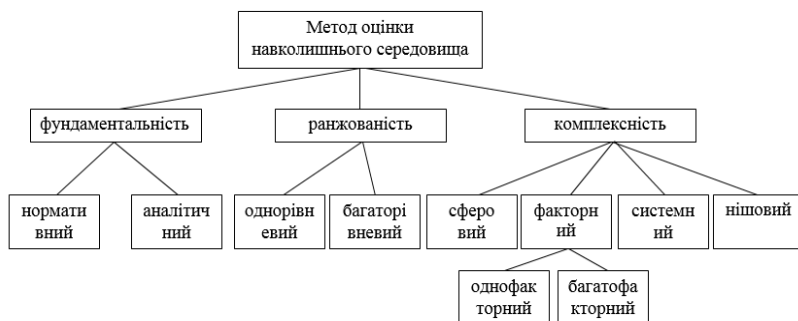 Метод оцінки
навколишнього середовища
фундаментальність
ранжованість
комплексність
нормати
вний
аналітич
ний
однорівн
евий
багаторі
вневий
сферо
вий
факторн
ий
системн
ий
нішовий
однофак
торний
багатофа
кторний